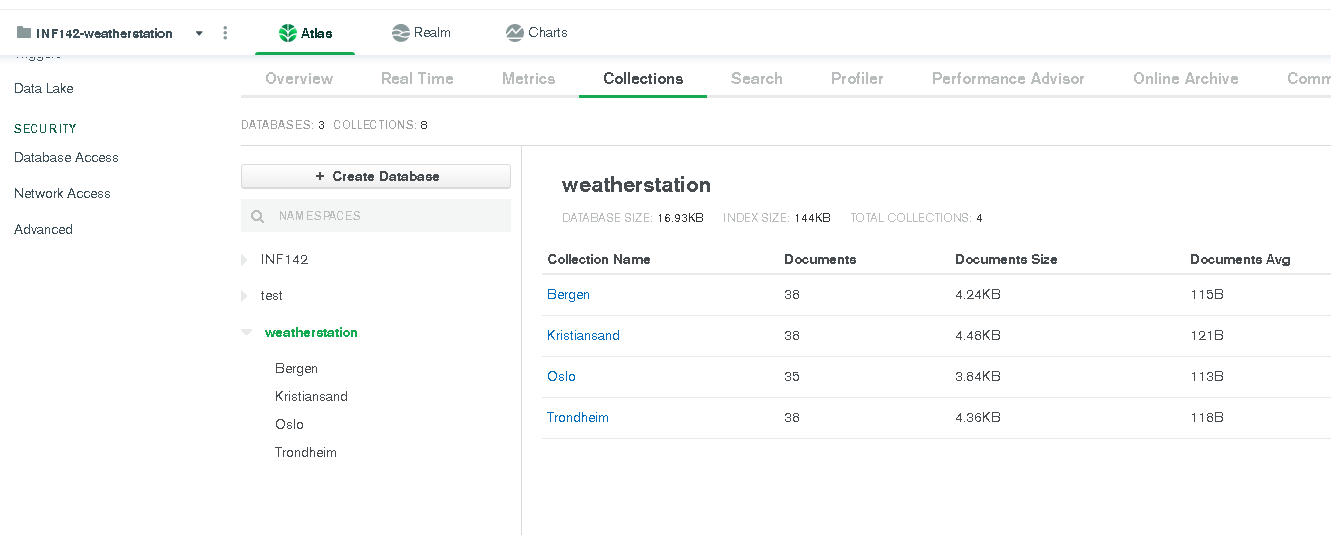 INF142-weatherstation Atlas Realm Charts
Triggers
Data Lake
SECURITY
Database Access
Network Access
Advanced
Overview Real Time Metrics Collections Search Profiler Performance Advisor Online Archive Comm
DATABASES: 3 COLLECTIONS: 8
+ Create Database
NAMESPACES
INF142
test
weatherstation
Bergen
Kristiansand
Oslo
Trondheim
weatherstation
DATABASE SIZE: 16.93KB INDEX SIZE: 144KB TOTAL COLLECTIONS: 4
Collection Name Documents Documents Size Documents Avg
Bergen 38 4.24KB 115B
Kristiansand 38 4.48KB 121B
Oslo 35 3.84KB 113B
Trondheim 38 4.36KB 118B